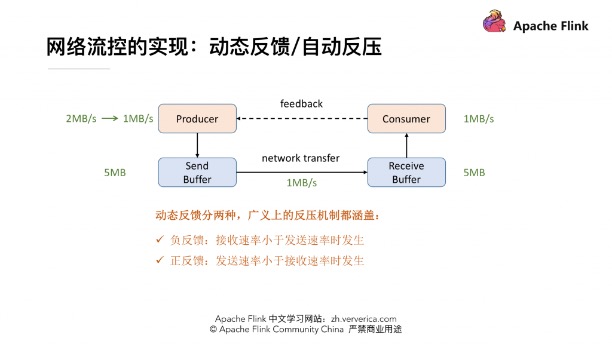 Apache Flink
网络流控的实现：动态反馈/自动反压
feedback
2MB/s → 1MB/s
Producer
Consumer
1MB/s
5MB
Send
Buffer
network transfer
1MB/s
Receive
Buffer
5MB
动态反馈分两种，广义上的反压机制都涵盖：
✓ 负反馈：接收速率小于发送速率时发生
✓ 正反馈：发送速率小于接收速率时发生
Apache Flink 中文学习网站：zh.ververica.com
© Apache Flink Community China 严禁商业用途